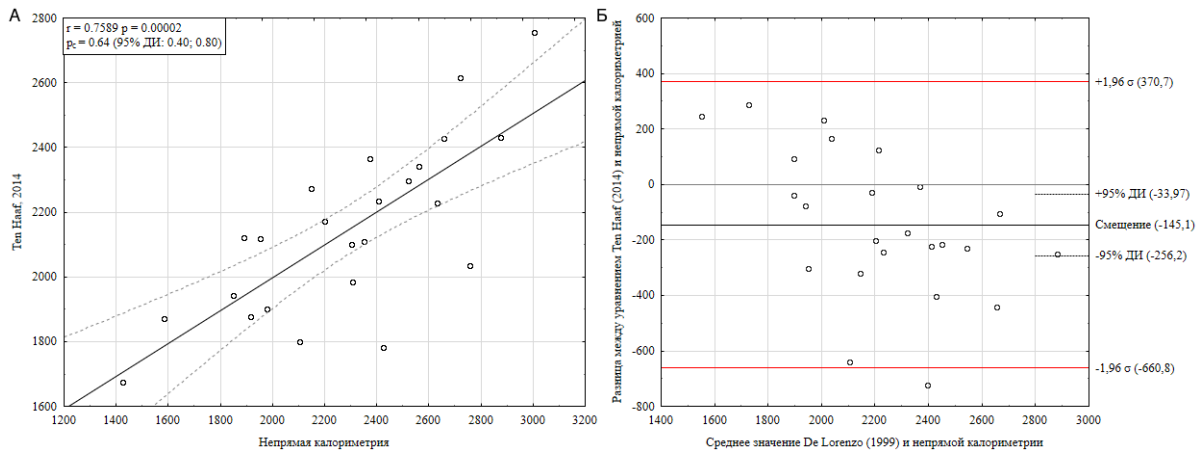 А
r = 0.7589 p = 0.00002
pc = 0.64 (95% ДИ: 0.40; 0.80)
2800
2600
2400
2200
2000
1800
1600
Ten Haaf, 2014
1200 1400 1600 1800 2000 2200 2400 2600 2800 3000 3200
Непрямая калориметрия
Б
600
400
200
0
-200
-400
-600
-800
Разница между уравнением Ten Haaf (2014) и непрямой калориметрией
+1,96 σ (370,7)
+95% ДИ (-33,97)
Смещение (-145,1)
-95% ДИ (-256,2)
-1,96 σ (-660,8)
1400 1600 1800 2000 2200 2400 2600 2800 3000
Среднее значение De Lorenzo (1999) и непрямой калориметрии